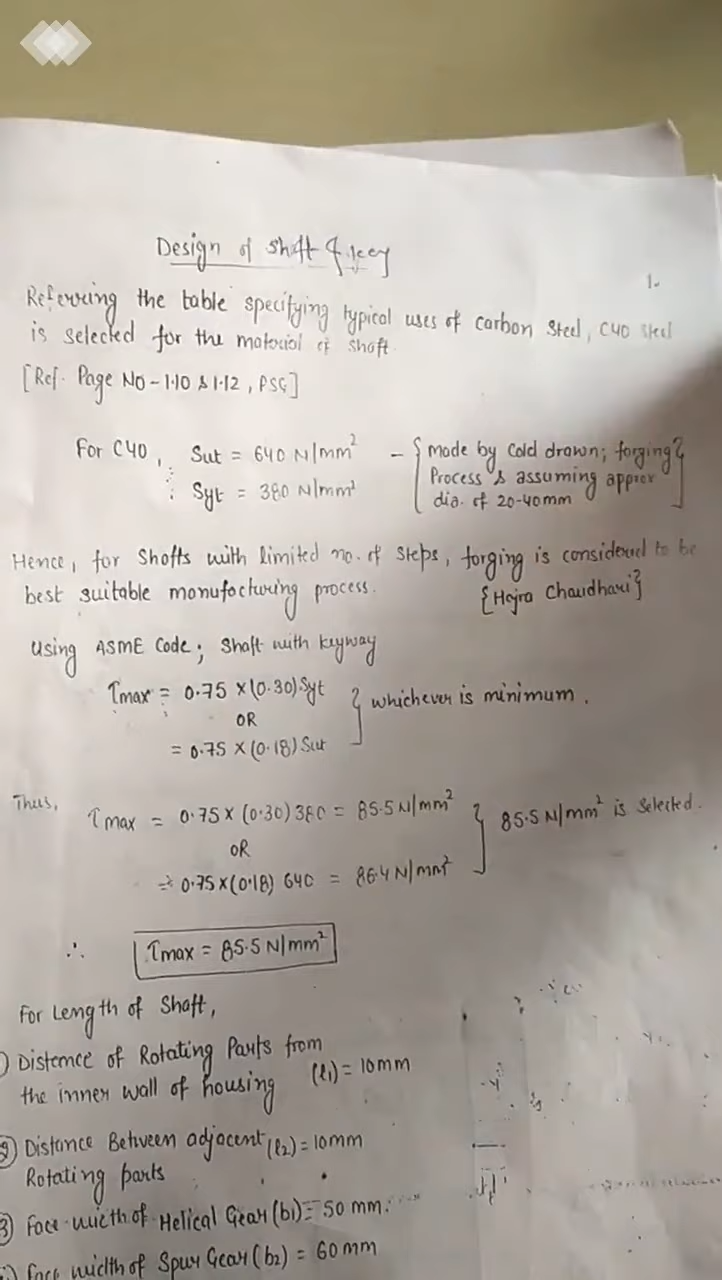 Design of shaft & key
1.
Referring the table specifying typical uses of carbon steel, C40 steel
is selected for the material of shaft.
[Ref. Page No - 1.10 & 1.12, PSG]
For C40, Sut = 640 N/mm² - { made by cold drawn; forging }
: Syt = 380 N/mm² Process & assuming approx
dia. of 20-40mm
Hence, for shafts with limited no. of steps, forging is considered to be
best suitable manufacturing process. {Hajra Chaudhari}
Using ASME Code; Shaft with keyway
τmax = 0.75 × (0.30) Syt
OR } whichever is minimum.
= 0.75 × (0.18) Sut
Thus, τmax = 0.75 × (0.30) 380 = 85.5 N/mm²
OR } 85.5 N/mm² is selected.
⇒ 0.75×(0.18) 640 = 86.4 N/mm²
∴ τmax = 85.5 N/mm²
For Length of Shaft,
) Distance of Rotating Parts from
the inner wall of housing (l1) = 10mm
2) Distance Between adjacent (l2) = 10mm
Rotating parts
3) Face width of Helical Gear (b1) = 50 mm.
) Face width of Spur Gear (b2) = 60mm